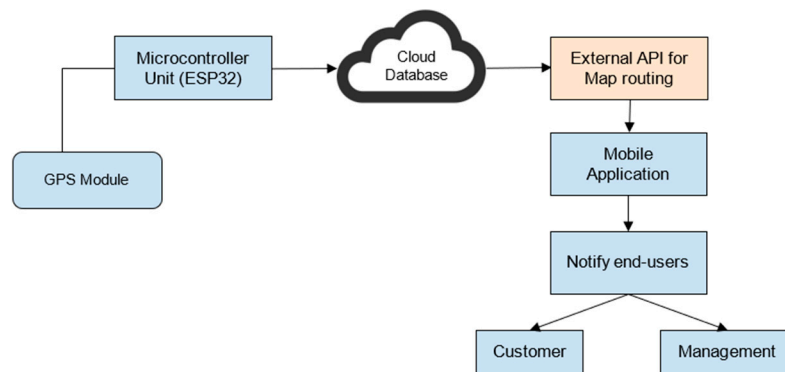 Microcontroller
Unit (ESP32)
Cloud
Database
External API for
Map routing
GPS Module
Mobile
Application
Notify end-users
Customer
Management